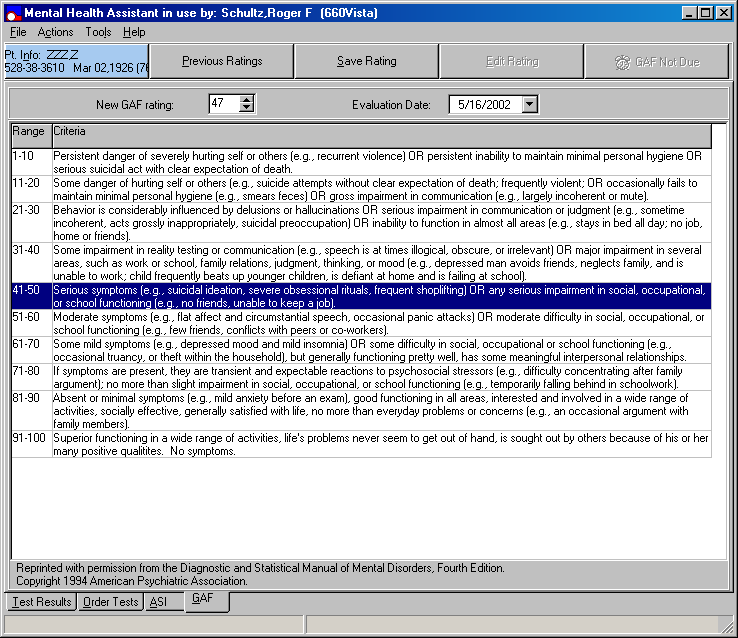 Mental Health Assistant in use by: Schultz,Roger F (660Vista)
File Actions Tools Help
Pt. Info: ZZZ Z
528-38-3610 Mar 02,1926 (76
Previous Ratings
Save Rating
Edit Rating
GAF Not Due
New GAF rating: 47 Evaluation Date: 5/16/2002
Range Criteria
1-10 Persistent danger of severely hurting self or others (e.g., recurrent violence) OR persistent inability to maintain minimal personal hygiene OR
serious suicidal act with clear expectation of death.
11-20 Some danger of hurting self or others (e.g., suicide attempts without clear expectation of death; frequently violent; OR occasionally fails to
maintain minimal personal hygiene (e.g., smears feces) OR gross impairment in communication (e.g., largely incoherent or mute).
21-30 Behavior is considerably influenced by delusions or hallucinations OR serious impairment in communication or judgment (e.g., sometime
incoherent, acts grossly inappropriately, suicidal preoccupation) OR inability to function in almost all areas (e.g., stays in bed all day; no job,
home or friends).
31-40 Some impairment in reality testing or communication (e.g., speech is at times illogical, obscure, or irrelevant) OR major impairment in several
areas, such as work or school, family relations, judgment, thinking, or mood (e.g., depressed man avoids friends, neglects family, and is
unable to work; child frequently beats up younger children, is defiant at home and is failing at school).
41-50 Serious symptoms (e.g., suicidal ideation, severe obsessional rituals, frequent shoplifting) OR any serious impairment in social, occupational,
or school functioning (e.g., no friends, unable to keep a job).
51-60 Moderate symptoms (e.g., flat affect and circumstantial speech, occasional panic attacks) OR moderate difficulty in social, occupational, or
school functioning (e.g., few friends, conflicts with peers or co-workers).
61-70 Some mild symptoms (e.g., depressed mood and mild insomnia) OR some difficulty in social, occupational or school functioning (e.g.,
occasional truancy, or theft within the household), but generally functioning pretty well, has some meaningful interpersonal relationships.
71-80 If symptoms are present, they are transient and expectable reactions to psychosocial stressors (e.g., difficulty concentrating after family
argument); no more than slight impairment in social, occupational, or school functioning (e.g., temporarily falling behind in schoolwork).
81-90 Absent or minimal symptoms (e.g., mild anxiety before an exam), good functioning in all areas, interested and involved in a wide range of
activities, socially effective, generally satisfied with life, no more than everyday problems or concerns (e.g., an occasional argument with
family members).
91-100 Superior functioning in a wide range of activities, life's problems never seem to get out of hand, is sought out by others because of his or her
many positive qualitites. No symptoms.
Reprinted with permission from the Diagnostic and Statistical Manual of Mental Disorders, Fourth Edition.
Copyright 1994 American Psychiatric Association.
Test Results Order Tests ASI GAF